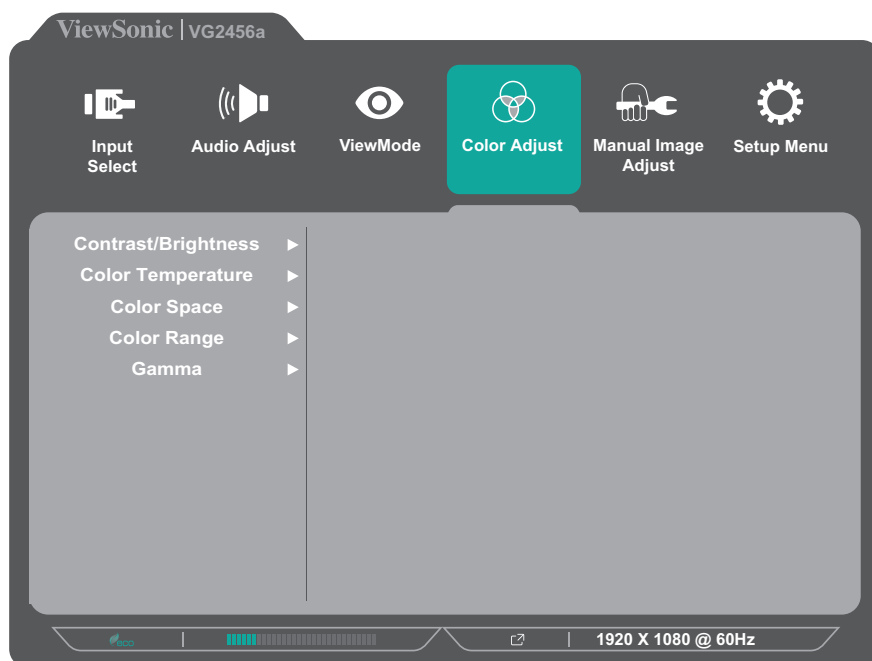 ViewSonic | VG2456a
Input Select
Audio Adjust
ViewMode
Color Adjust
Manual Image Adjust
Setup Menu
Contrast/Brightness
Color Temperature
Color Space
Color Range
Gamma
eco
1920 X 1080 @ 60Hz